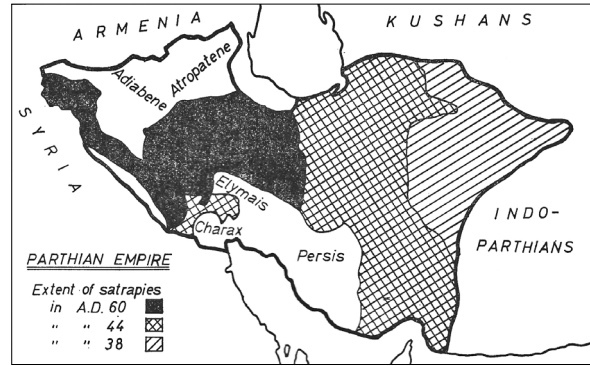 ARMENIA
KUSHANS
Adiabene
Atropatene
SYRIA
Elymais
Charax
Persis
INDO-
PARTHIANS
PARTHIAN EMPIRE
Extent of satrapies
in A.D. 60
" " 44
" " 38